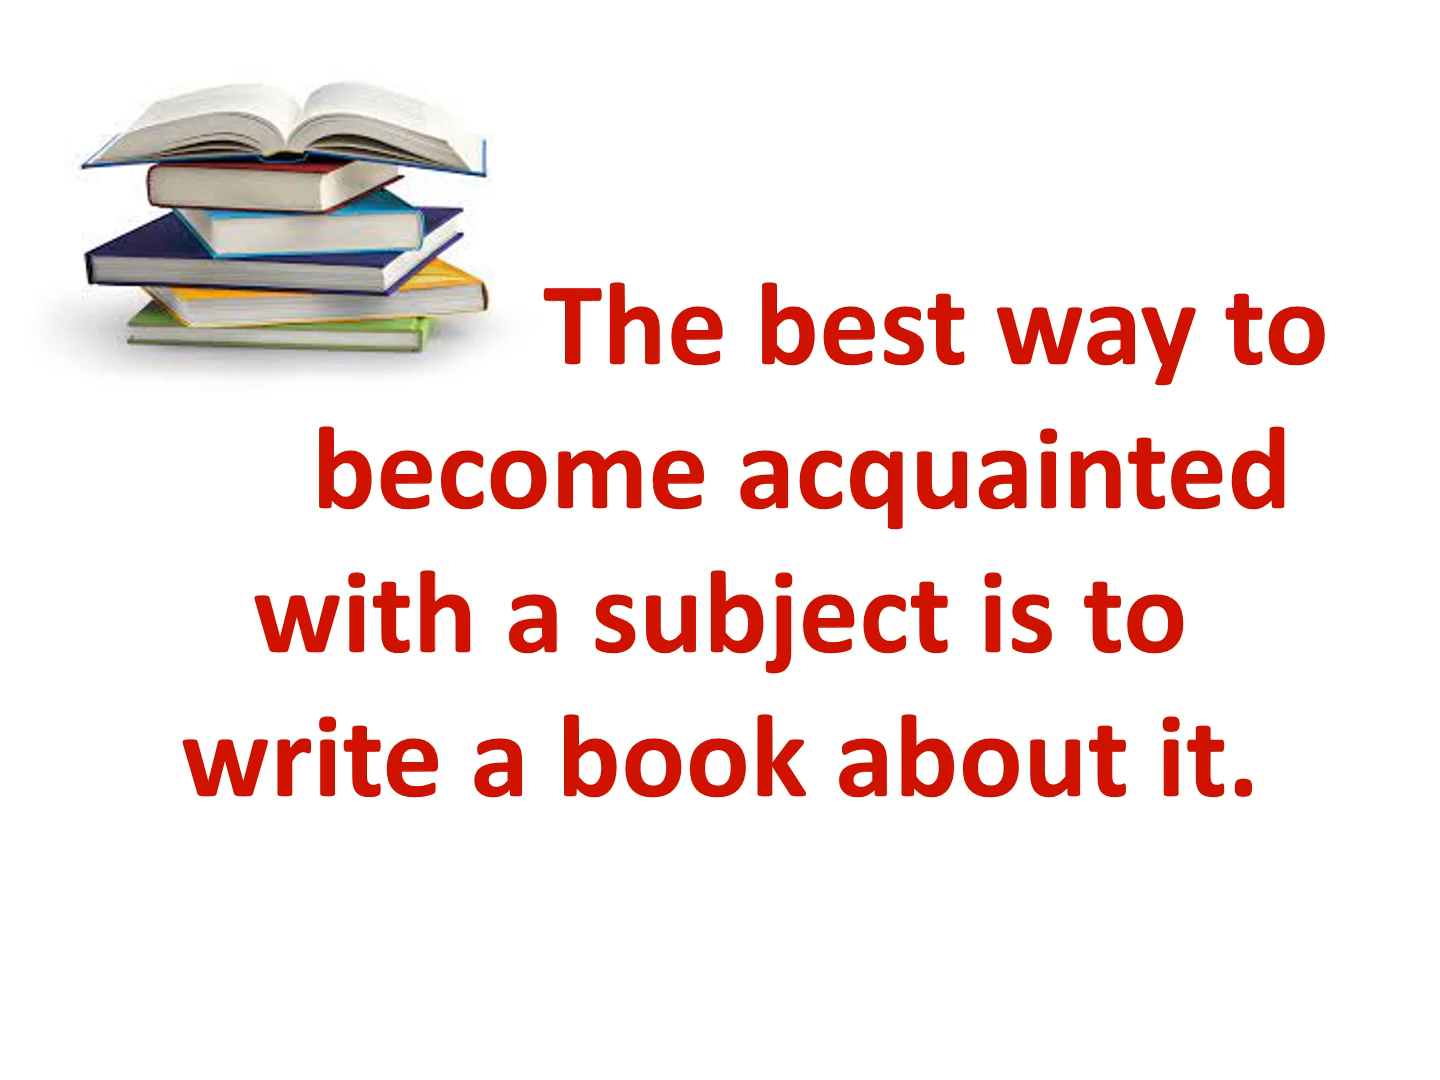 The best way to
become acquainted
with a subject is to
write a book about it.